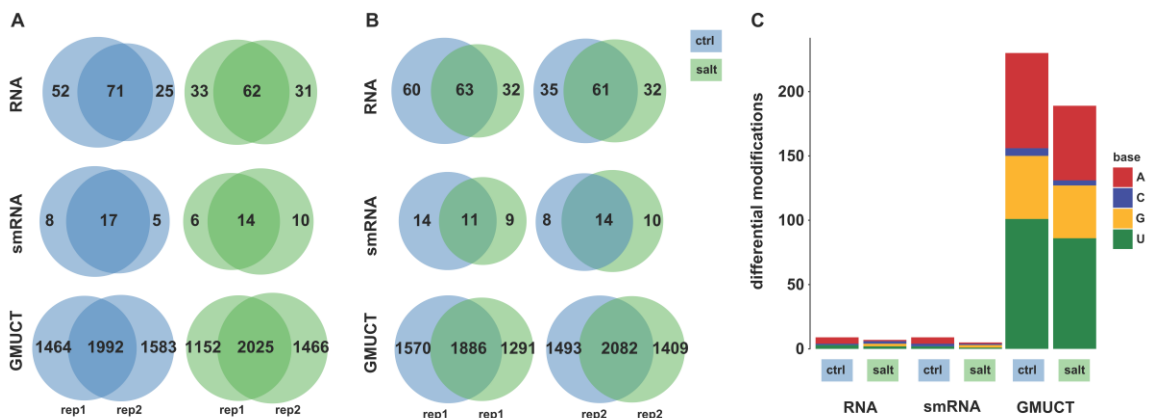 A
RNA
52 71 25 33 62 31
smRNA
8 17 5 6 14 10
GMUCT
1464 1992 1583 1152 2025 1466
rep1 rep2 rep1 rep2
B
ctrl
salt
RNA
60 63 32 35 61 32
smRNA
14 11 9 8 14 10
GMUCT
1570 1886 1291 1493 2082 1409
rep1 rep1 rep2 rep2
C
differential modifications
200
150
100
50
0
base
A
C
G
U
ctrl salt ctrl salt ctrl salt
RNA smRNA GMUCT